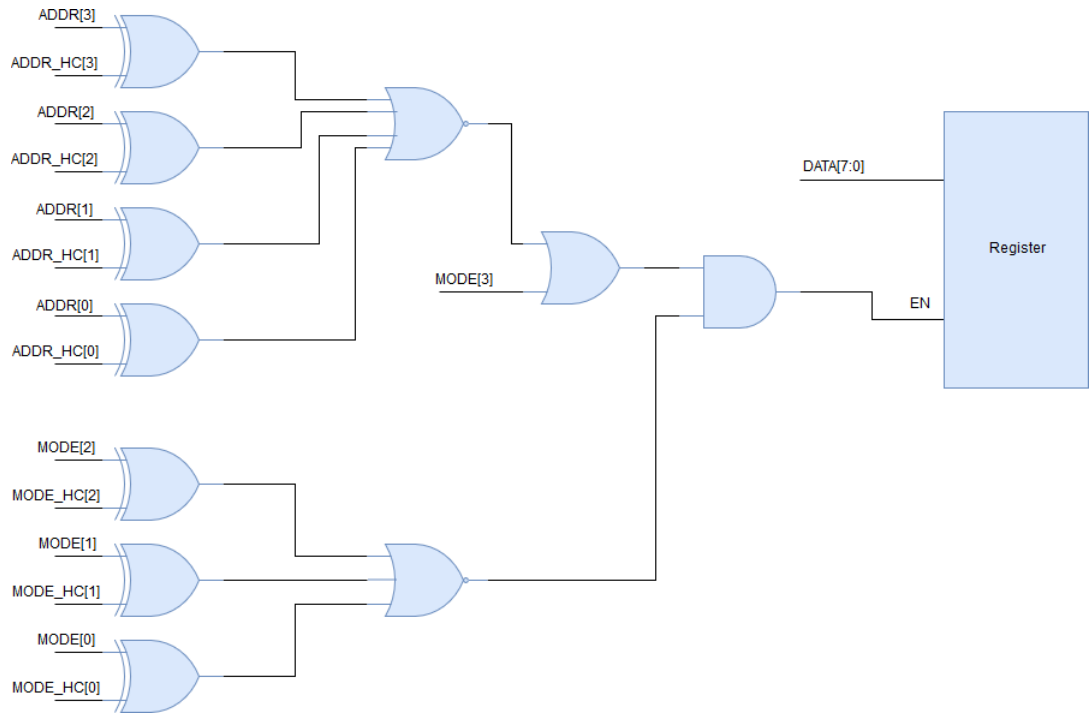 ADDR[3]
ADDR_HC[3]
ADDR[2]
ADDR_HC[2]
ADDR[1]
ADDR_HC[1]
ADDR[0]
ADDR_HC[0]
MODE[3]
DATA[7:0]
Register
EN
MODE[2]
MODE_HC[2]
MODE[1]
MODE_HC[1]
MODE[0]
MODE_HC[0]